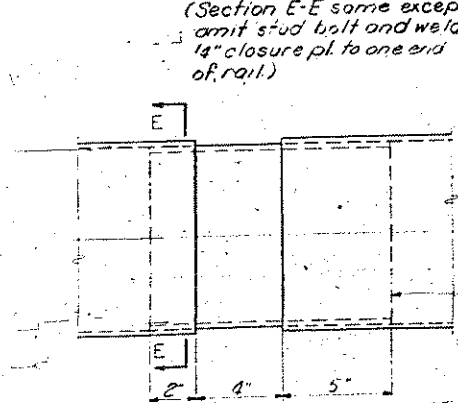 (Section E-E same excep
omit stud bolt and weld
1/4" closure pl. to one end
of rail.)
E
E
2" 4" 5"